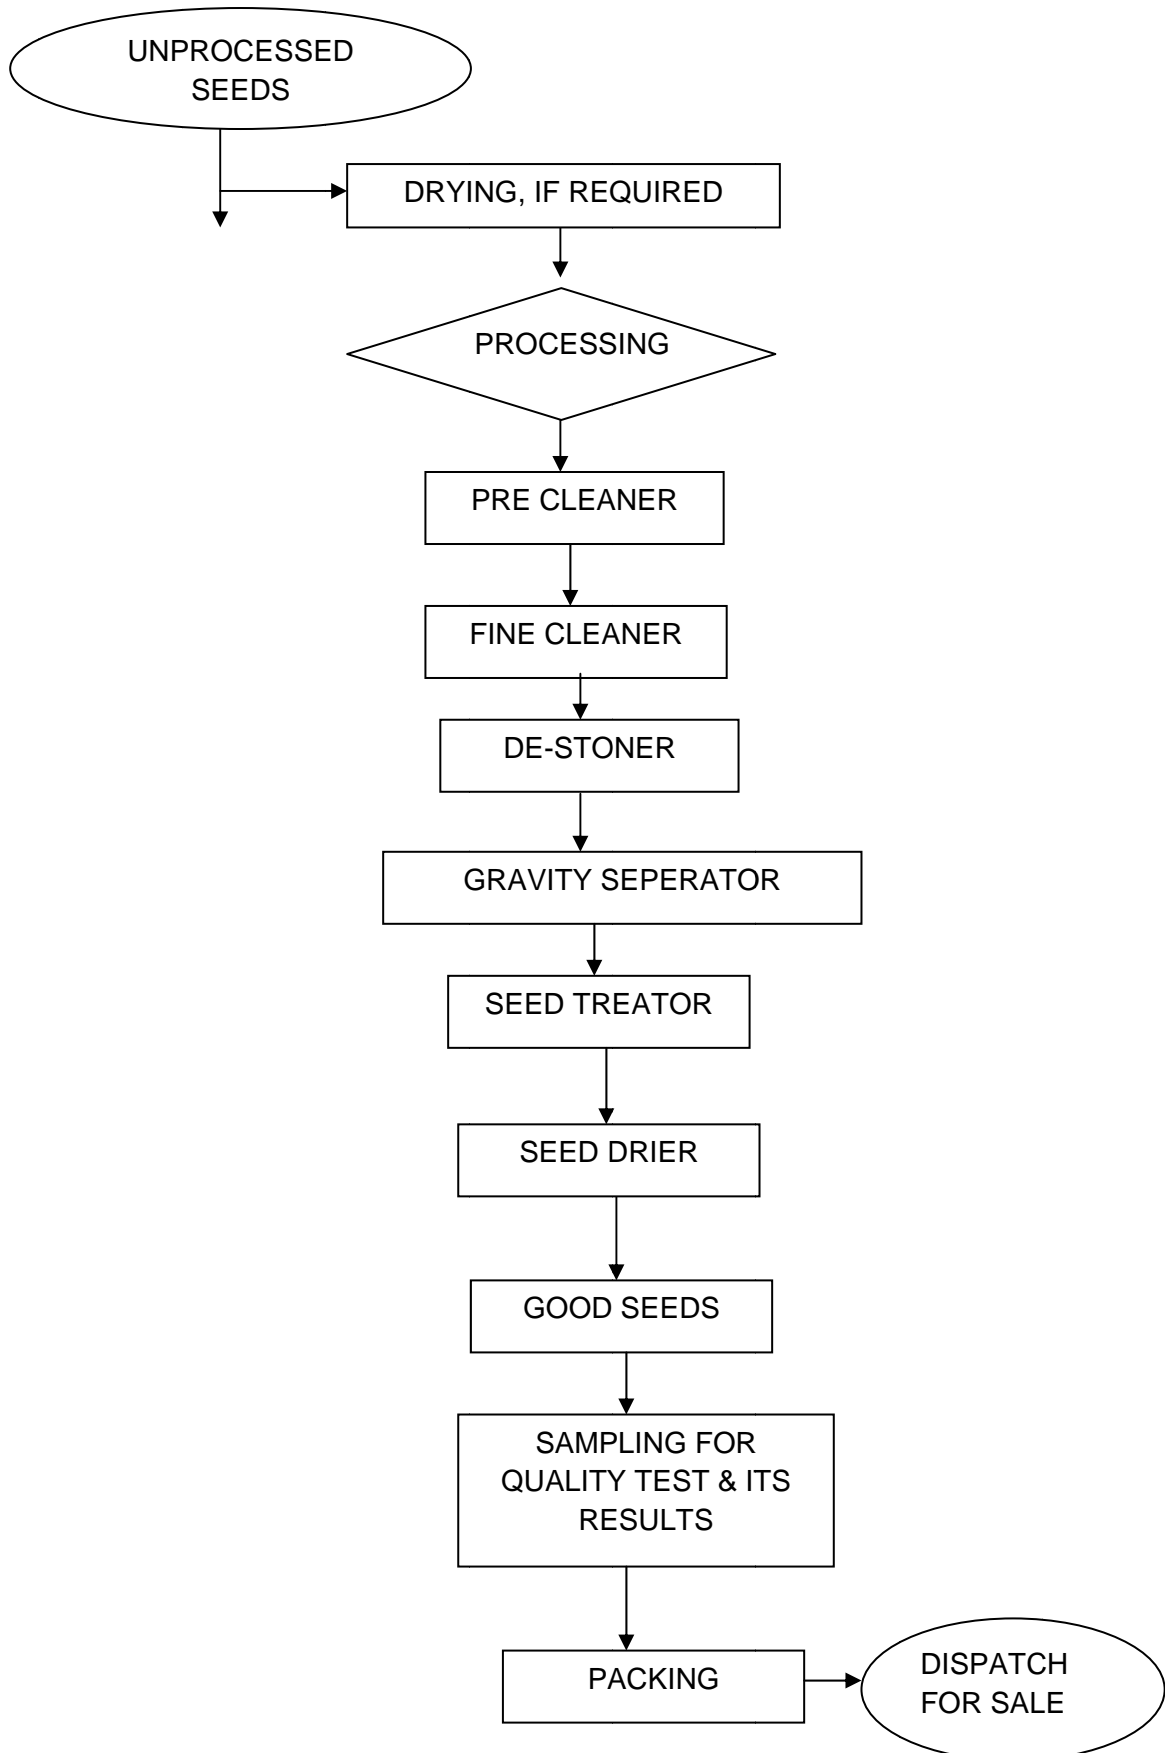 UNPROCESSED
SEEDS
DRYING, IF REQUIRED
PROCESSING
PRE CLEANER
FINE CLEANER
DE-STONER
GRAVITY SEPERATOR
SEED TREATOR
SEED DRIER
GOOD SEEDS
SAMPLING FOR
QUALITY TEST & ITS
RESULTS
PACKING
DISPATCH
FOR SALE